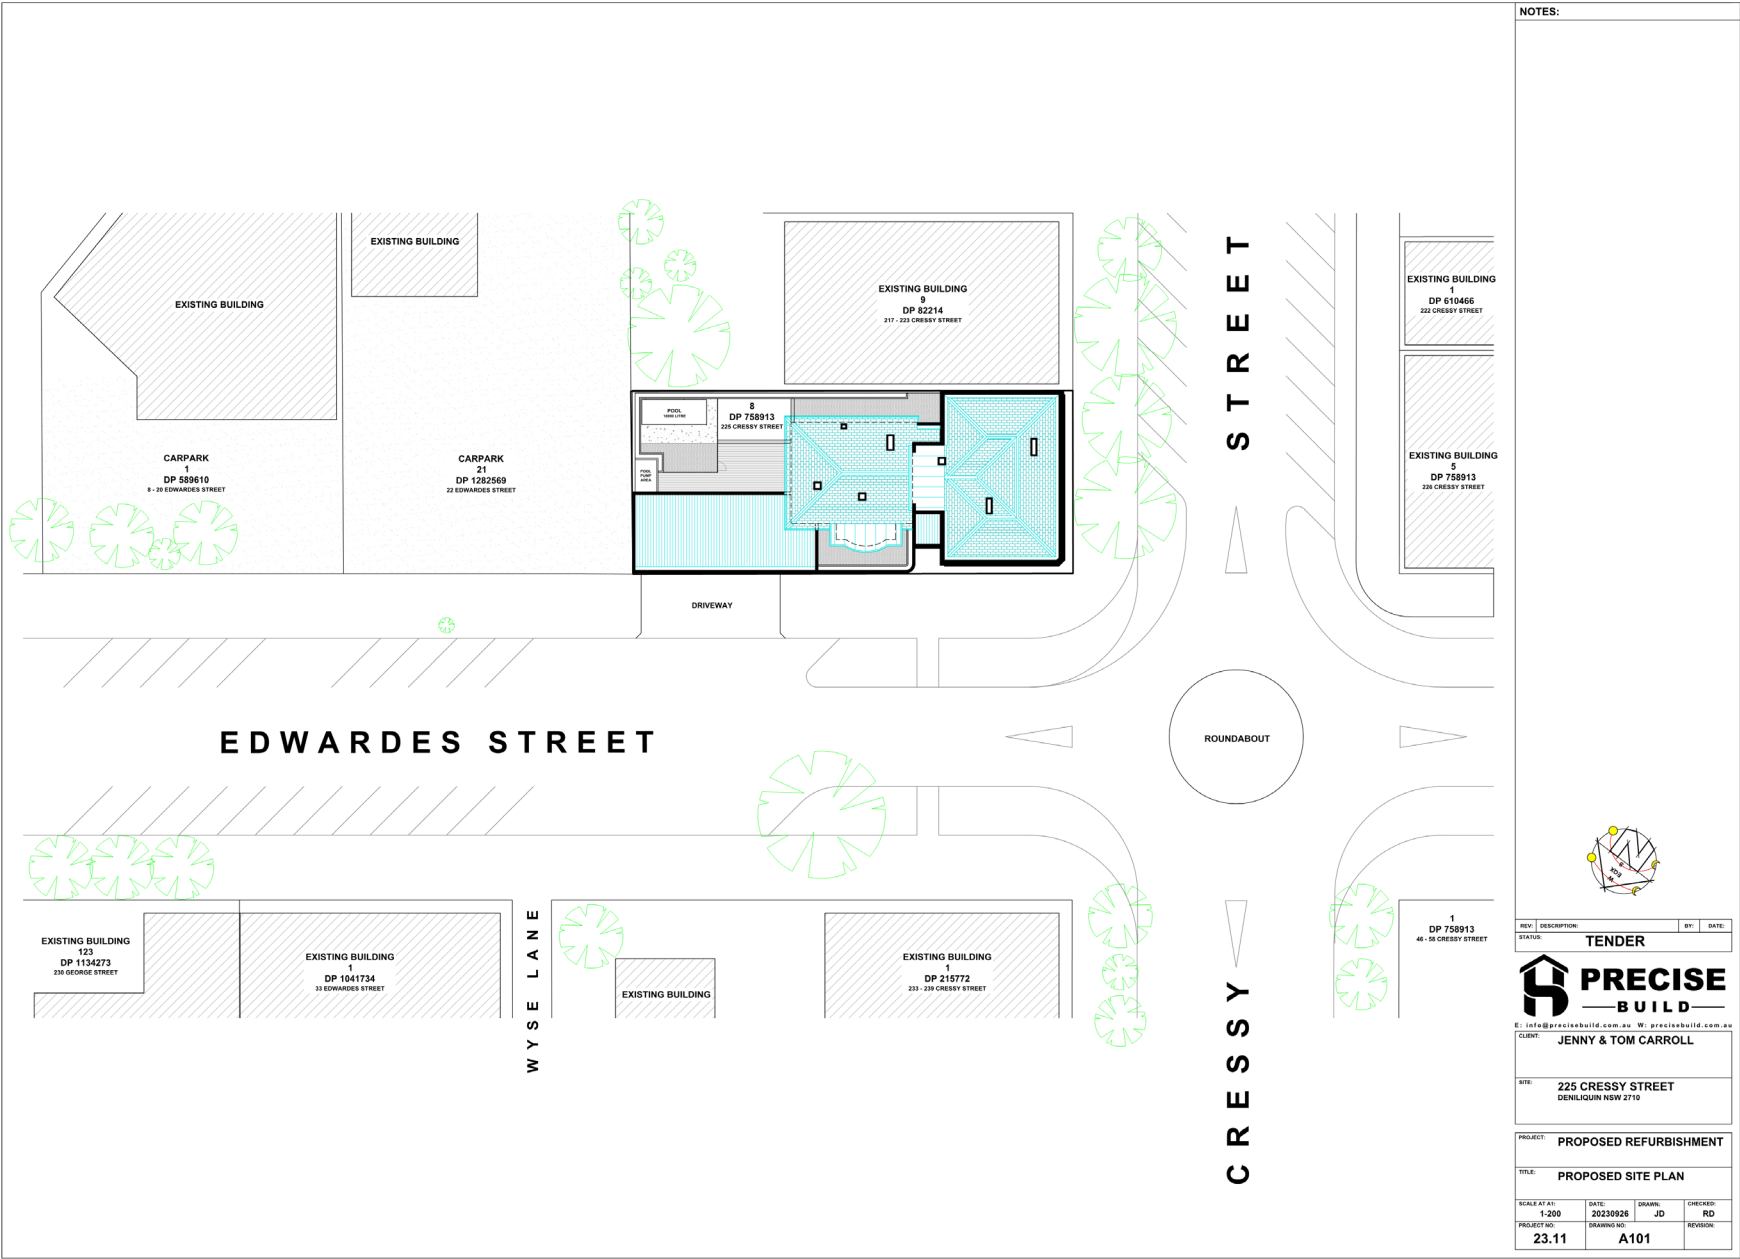 NOTES:
EXISTING BUILDING
EXISTING BUILDING
EXISTING BUILDING
9
DP 82214
217 - 223 CRESSY STREET
STREET
EXISTING BUILDING
1
DP 610466
222 CRESSY STREET
POOL
10000 LITRE
8
DP 758913
225 CRESSY STREET
POOL
PUMP
AREA
CARPARK
1
DP 589610
8 - 20 EDWARDES STREET
CARPARK
21
DP 1282569
22 EDWARDES STREET
EXISTING BUILDING
5
DP 758913
226 CRESSY STREET
DRIVEWAY
EDWARDES STREET
ROUNDABOUT
EXISTING BUILDING
123
DP 1134273
230 GEORGE STREET
EXISTING BUILDING
1
DP 1041734
33 EDWARDES STREET
WYSE LANE
EXISTING BUILDING
EXISTING BUILDING
1
DP 215772
233 - 239 CRESSY STREET
CRESSY
1
DP 758913
46 - 58 CRESSY STREET
N
REV: DESCRIPTION: BY: DATE:
STATUS: TENDER
PRECISE
BUILD
E: info@precisebuild.com.au W: precisebuild.com.au
CLIENT: JENNY & TOM CARROLL
SITE: 225 CRESSY STREET
DENILIQUIN NSW 2710
PROJECT: PROPOSED REFURBISHMENT
TITLE: PROPOSED SITE PLAN
SCALE AT A1: DATE: DRAWN: CHECKED:
1-200 20230926 JD RD
PROJECT NO: DRAWING NO: REVISION:
23.11 A101